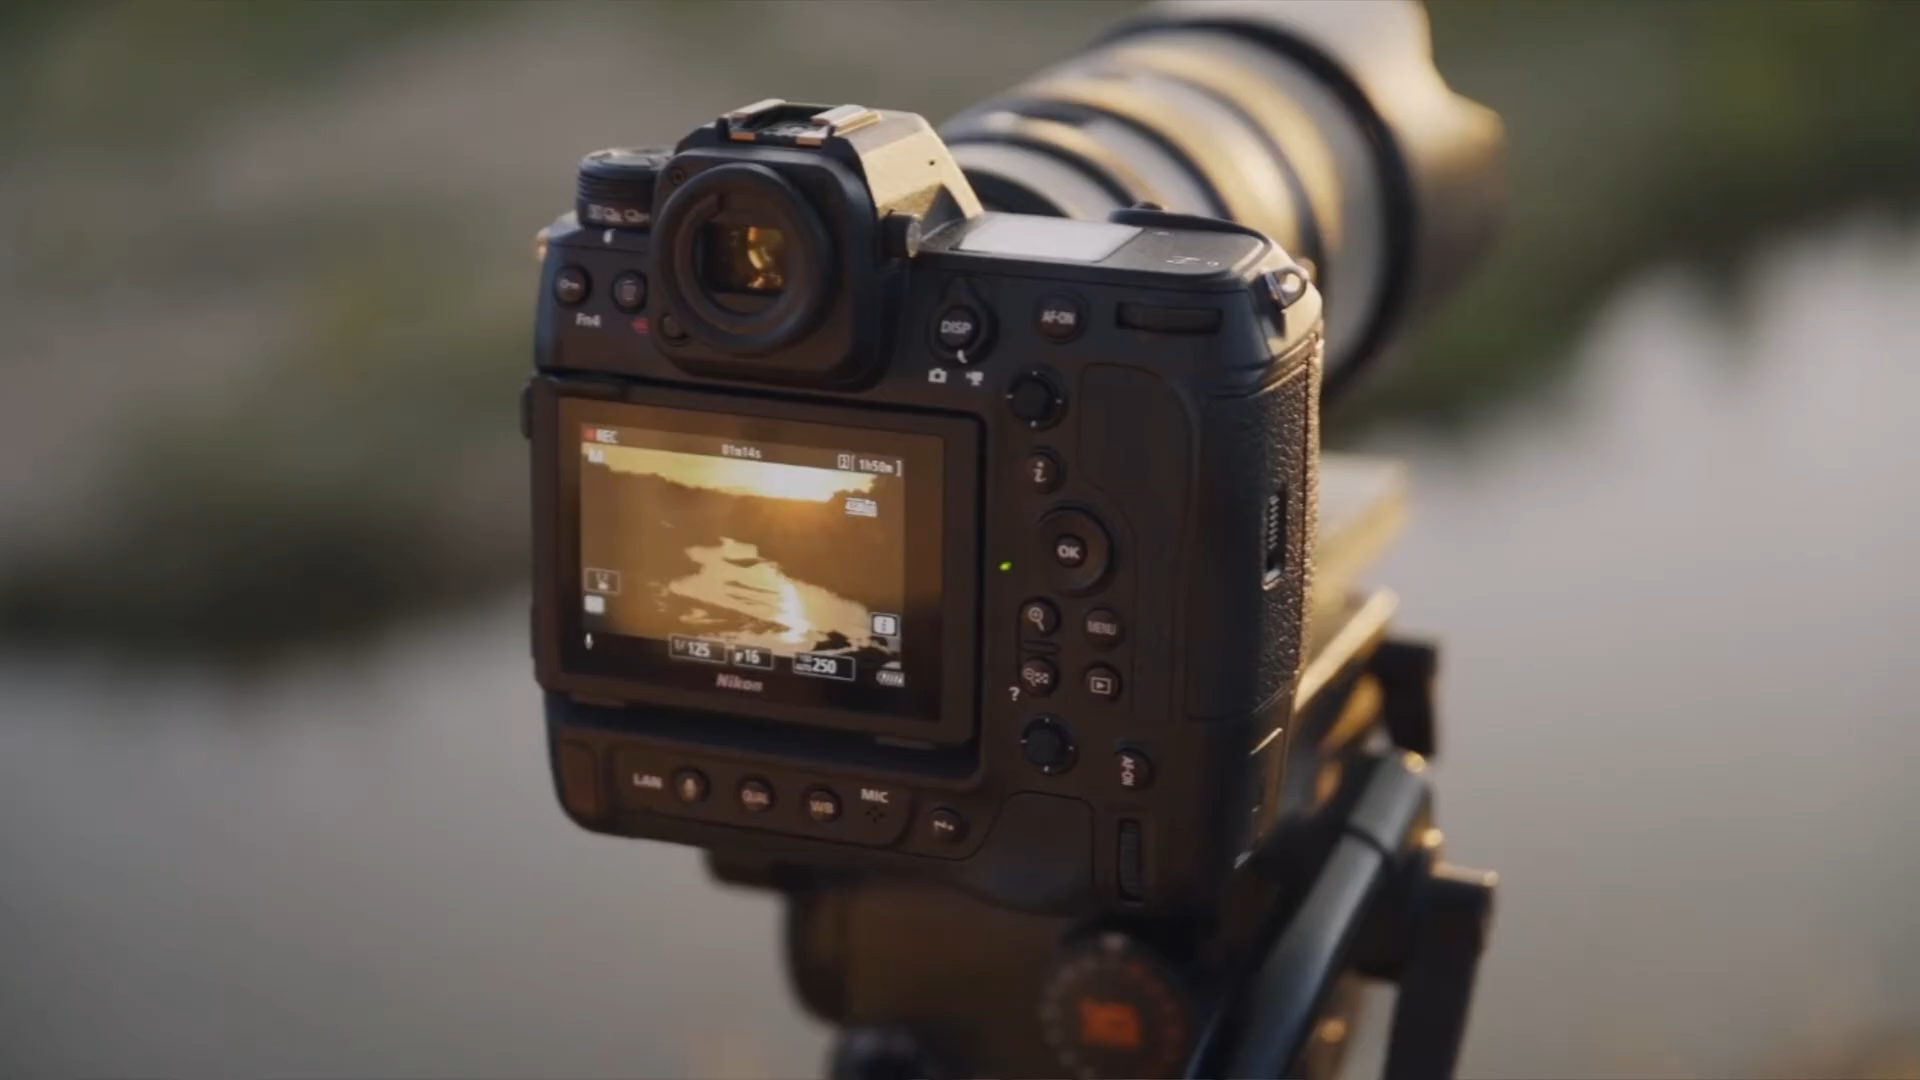 Fn4
DISP
AF-ON
REC
01m14s
1h50m
M
i
OK
i
MENU
1/125
F16
AUTO 250
Nikon
?
AF-ON
LAN
QUAL
WB
MIC